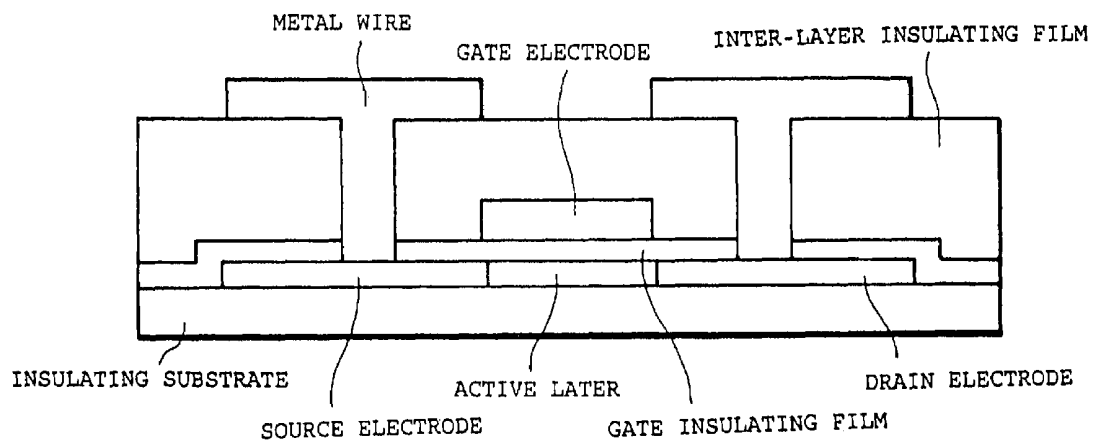 METAL WIRE
GATE ELECTRODE
INTER-LAYER INSULATING FILM
INSULATING SUBSTRATE
ACTIVE LATER
DRAIN ELECTRODE
SOURCE ELECTRODE
GATE INSULATING FILM